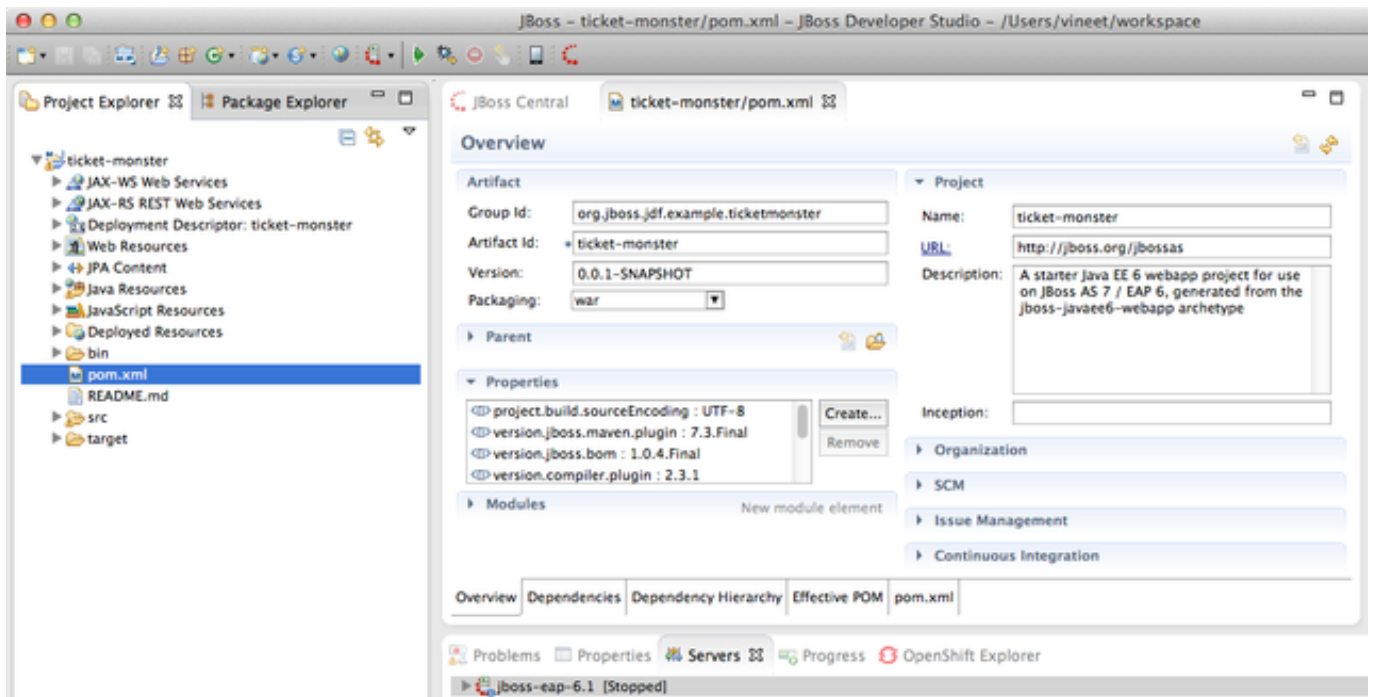 JBoss - ticket-monster/pom.xml - JBoss Developer Studio - /Users/vineet/workspace
Project Explorer
Package Explorer
ticket-monster
JAX-WS Web Services
JAX-RS REST Web Services
Deployment Descriptor: ticket-monster
Web Resources
JPA Content
Java Resources
JavaScript Resources
Deployed Resources
bin
pom.xml
README.md
src
target
JBoss Central
ticket-monster/pom.xml
Overview
Artifact
Group Id: org.jboss.jdf.example.ticketmonster
Artifact Id: ticket-monster
Version: 0.0.1-SNAPSHOT
Packaging: war
Parent
Properties
project.build.sourceEncoding : UTF-8
version.jboss.maven.plugin : 7.3.Final
version.jboss.bom : 1.0.4.Final
version.compiler.plugin : 2.3.1
Create...
Remove
Modules
New module element
Project
Name: ticket-monster
URL: http://jboss.org/jbossas
Description: A starter Java EE 6 webapp project for use
on JBoss AS 7 / EAP 6, generated from the
jboss-javaee6-webapp archetype
Inception:
Organization
SCM
Issue Management
Continuous Integration
Overview Dependencies Dependency Hierarchy Effective POM pom.xml
Problems Properties Servers Progress OpenShift Explorer
jboss-eap-6.1 [Stopped]